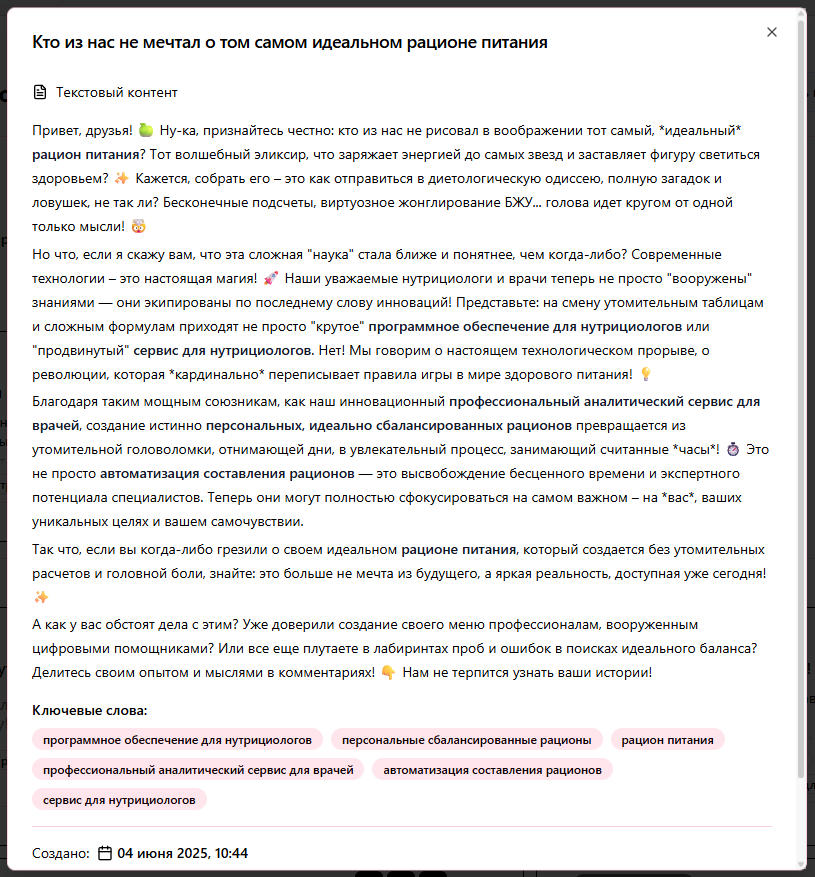 Кто из нас не мечтал о том самом идеальном рационе питания
Текстовый контент
Привет, друзья! 🍏 Ну-ка, признайтесь честно: кто из нас не рисовал в воображении тот самый, *идеальный*
рацион питания? Тот волшебный эликсир, что заряжает энергией до самых звезд и заставляет фигуру светиться
здоровьем? ✨ Кажется, собрать его – это как отправиться в диетологическую одиссею, полную загадок и
ловушек, не так ли? Бесконечные подсчеты, виртуозное жонглирование БЖУ... голова идет кругом от одной
только мысли! 🤯
Но что, если я скажу вам, что эта сложная "наука" стала ближе и понятнее, чем когда-либо? Современные
технологии – это настоящая магия! 🚀 Наши уважаемые нутрициологи и врачи теперь не просто "вооружены"
знаниями — они экипированы по последнему слову инноваций! Представьте: на смену утомительным таблицам
и сложным формулам приходят не просто "крутое" программное обеспечение для нутрициологов или
"продвинутый" сервис для нутрициологов. Нет! Мы говорим о настоящем технологическом прорыве, о
революции, которая *кардинально* переписывает правила игры в мире здорового питания! 💡
Благодаря таким мощным союзникам, как наш инновационный профессиональный аналитический сервис для
врачей, создание истинно персональных, идеально сбалансированных рационов превращается из
утомительной головоломки, отнимающей дни, в увлекательный процесс, занимающий считанные *часы*! ⏱️ Это
не просто автоматизация составления рационов — это высвобождение бесценного времени и экспертного
потенциала специалистов. Теперь они могут полностью сфокусироваться на самом важном – на *вас*, ваших
уникальных целях и вашем самочувствии.
Так что, если вы когда-либо грезили о своем идеальном рационе питания, который создается без утомительных
расчетов и головной боли, знайте: это больше не мечта из будущего, а яркая реальность, доступная уже сегодня!
✨
А как у вас обстоят дела с этим? Уже доверили создание своего меню профессионалам, вооруженным
цифровыми помощниками? Или все еще плутаете в лабиринтах проб и ошибок в поисках идеального баланса?
Делитесь своим опытом и мыслями в комментариях! 👇 Нам не терпится узнать ваши истории!
Ключевые слова:
программное обеспечение для нутрициологов персональные сбалансированные рационы рацион питания
профессиональный аналитический сервис для врачей автоматизация составления рационов
сервис для нутрициологов
Создано: 04 июня 2025, 10:44